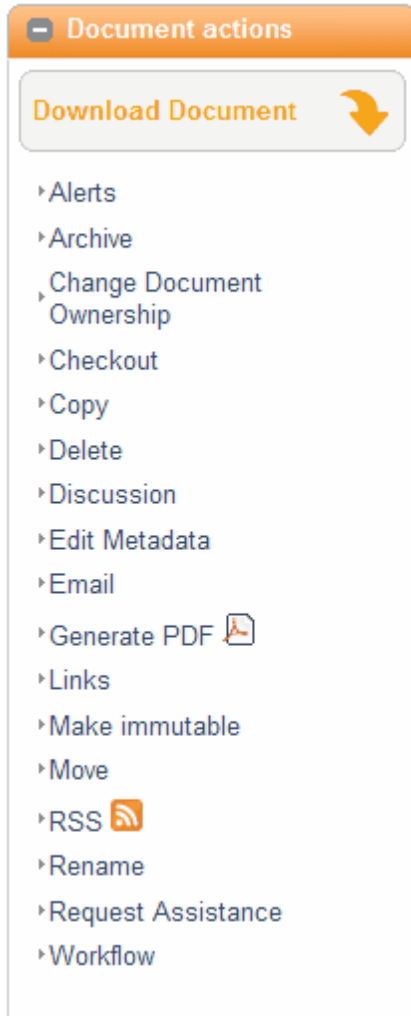 Document actions
Download Document
Alerts
Archive
Change Document
Ownership
Checkout
Copy
Delete
Discussion
Edit Metadata
Email
Generate PDF
Links
Make immutable
Move
RSS
Rename
Request Assistance
Workflow